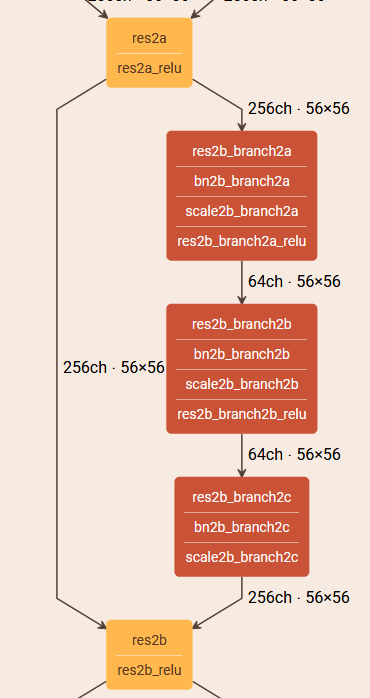 res2a
res2a_relu
256ch · 56×56
res2b_branch2a
bn2b_branch2a
scale2b_branch2a
res2b_branch2a_relu
64ch · 56×56
res2b_branch2b
bn2b_branch2b
256ch · 56×56
scale2b_branch2b
res2b_branch2b_relu
64ch · 56×56
res2b_branch2c
bn2b_branch2c
scale2b_branch2c
256ch · 56×56
res2b
res2b_relu